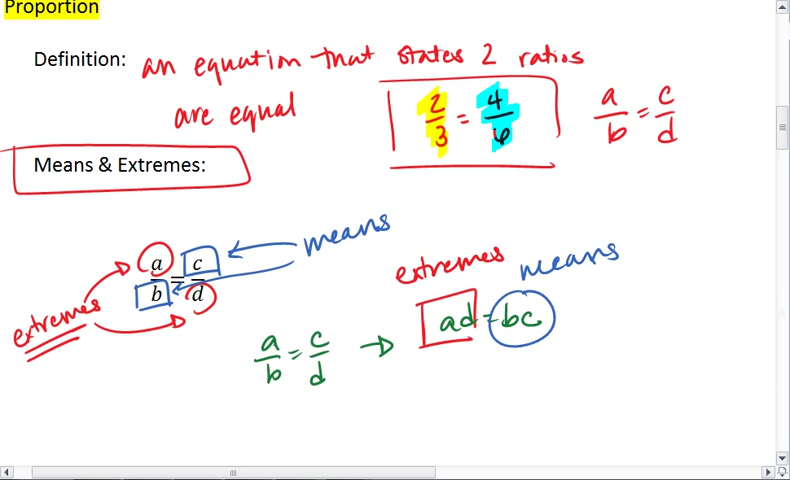 Proportion
Definition: an equation that states 2 ratios
are equal
2/3 = 4/6
a/b = c/d
Means & Extremes:
means
a/b = c/d
extremes
extremes means
ad = bc
a/b = c/d →